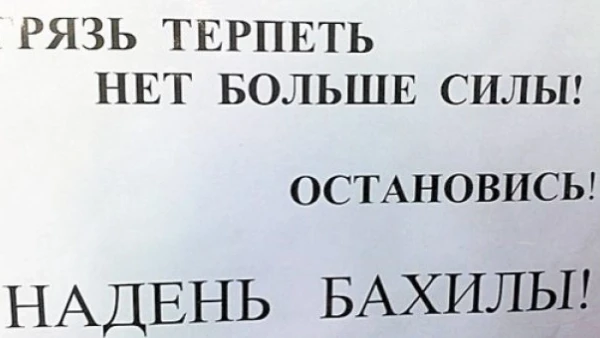 ГРЯЗЬ ТЕРПЕТЬ
НЕТ БОЛЬШЕ СИЛЫ!
ОСТАНОВИСЬ!
НАДЕНЬ БАХИЛЫ!